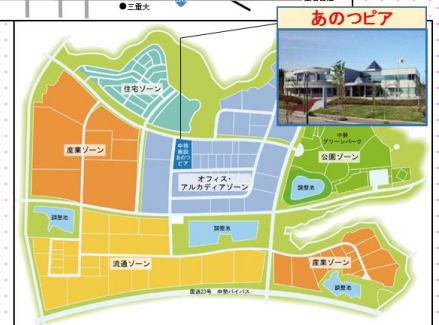 ●三重大
あのつピア
住宅ゾーン
産業ゾーン
中核
施設
あのつ
ピア
中勢
グリーンパーク
公園ゾーン
オフィス・
アルカディアゾーン
調整池
調整池
調整池
流通ゾーン
産業ゾーン
調整池
国道23号 中勢バイパス